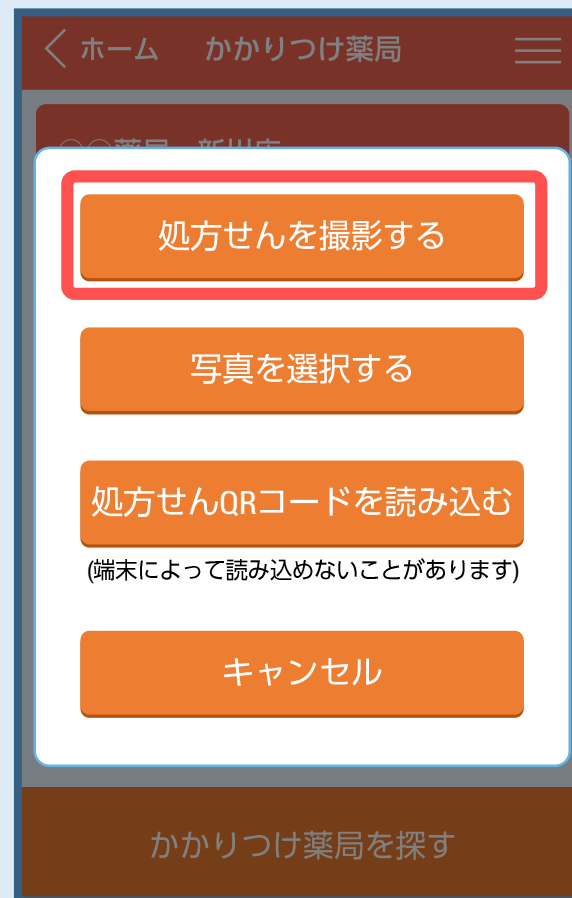 ホーム かかりつけ薬局
処方せんを撮影する
写真を選択する
処方せんQRコードを読み込む
(端末によって読み込めないことがあります)
キャンセル
かかりつけ薬局を探す